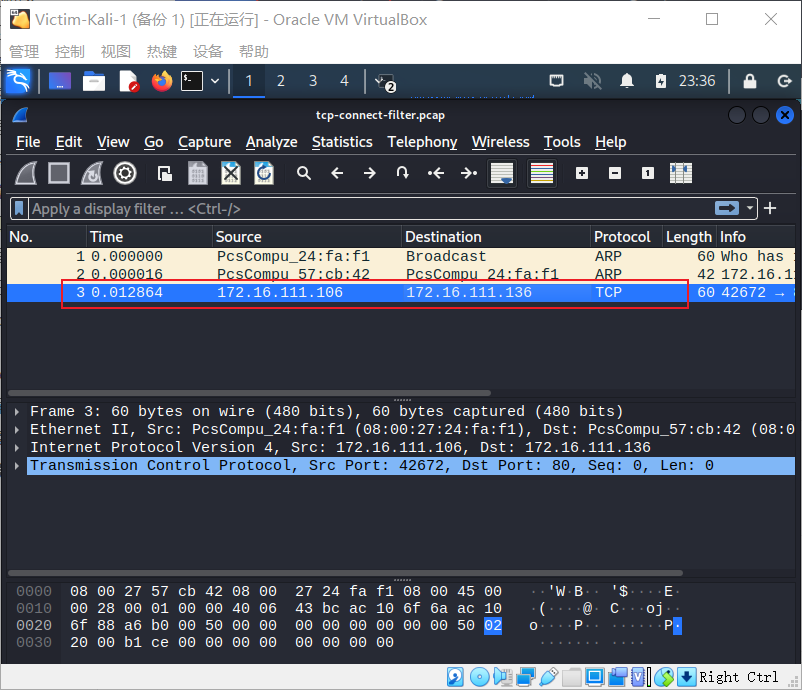 Victim-Kali-1 (备份 1) [正在运行] - Oracle VM VirtualBox
管理 控制 视图 热键 设备 帮助
1 2 3 4 2 23:36
tcp-connect-filter.pcap
File Edit View Go Capture Analyze Statistics Telephony Wireless Tools Help
Apply a display filter … <Ctrl-/>
No. Time Source Destination Protocol Length Info
1 0.000000 PcsCompu_24:fa:f1 Broadcast ARP 60 Who has
2 0.000016 PcsCompu_57:cb:42 PcsCompu_24:fa:f1 ARP 42 172.16.1
3 0.012864 172.16.111.106 172.16.111.136 TCP 60 42672 →
Frame 3: 60 bytes on wire (480 bits), 60 bytes captured (480 bits)
Ethernet II, Src: PcsCompu_24:fa:f1 (08:00:27:24:fa:f1), Dst: PcsCompu_57:cb:42 (08:0
Internet Protocol Version 4, Src: 172.16.111.106, Dst: 172.16.111.136
Transmission Control Protocol, Src Port: 42672, Dst Port: 80, Seq: 0, Len: 0
0000 08 00 27 57 cb 42 08 00 27 24 fa f1 08 00 45 00 ··'W·B·· '$····E·
0010 00 28 00 01 00 00 40 06 43 bc ac 10 6f 6a ac 10 ·(····@· C···oj··
0020 6f 88 a6 b0 00 50 00 00 00 00 00 00 00 00 50 02 o····P·· ······P·
0030 20 00 b1 ce 00 00 00 00 00 00 00 00 ······· ····
Right Ctrl